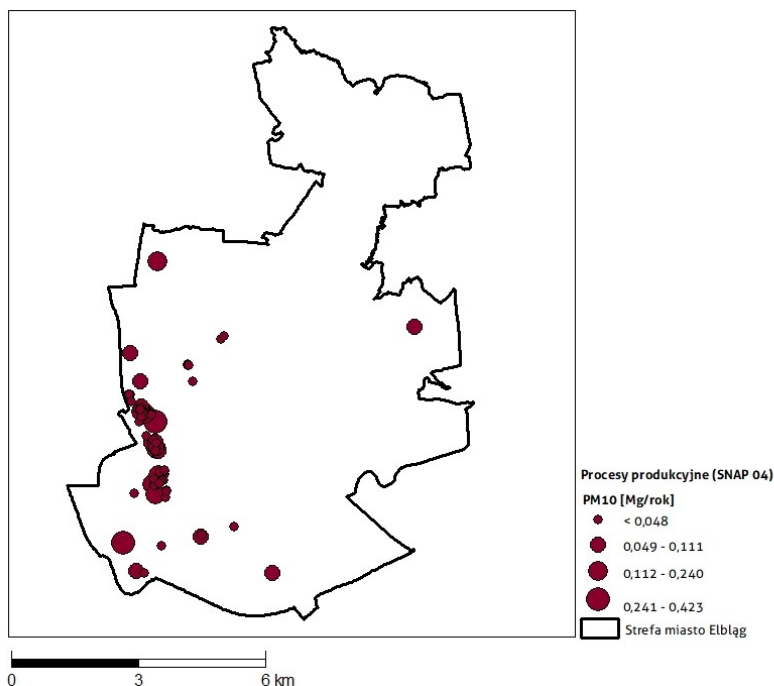 Procesy produkcyjne (SNAP 04)
PM10 [Mg/rok]
< 0,048
0,049 - 0,111
0,112 - 0,240
0,241 - 0,423
Strefa miasto Elbląg
0 3 6 km